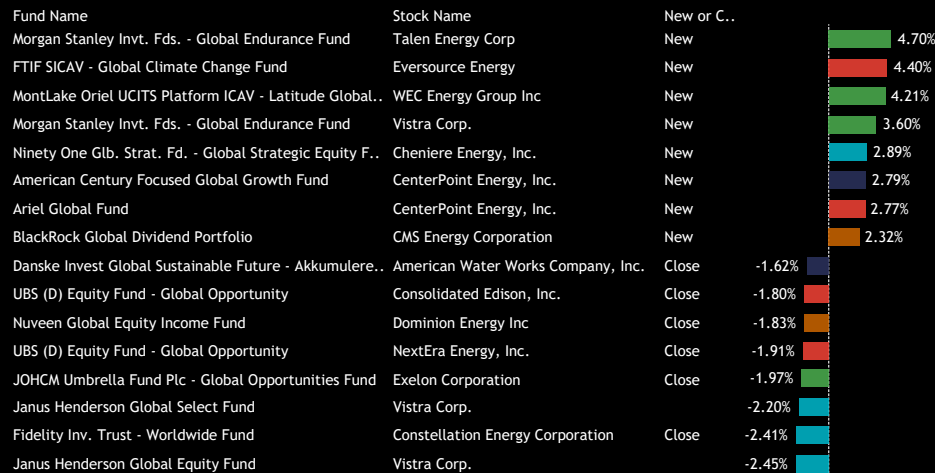 Fund Name Stock Name New or C..
Morgan Stanley Invt. Fds. - Global Endurance Fund Talen Energy Corp New 4.70%
FTIF SICAV - Global Climate Change Fund Eversource Energy New 4.40%
MontLake Oriel UCITS Platform ICAV - Latitude Global.. WEC Energy Group Inc New 4.21%
Morgan Stanley Invt. Fds. - Global Endurance Fund Vistra Corp. New 3.60%
Ninety One Glb. Strat. Fd. - Global Strategic Equity F.. Cheniere Energy, Inc. New 2.89%
American Century Focused Global Growth Fund CenterPoint Energy, Inc. New 2.79%
Ariel Global Fund CenterPoint Energy, Inc. New 2.77%
BlackRock Global Dividend Portfolio CMS Energy Corporation New 2.32%
Danske Invest Global Sustainable Future - Akkumulere.. American Water Works Company, Inc. Close -1.62%
UBS (D) Equity Fund - Global Opportunity Consolidated Edison, Inc. Close -1.80%
Nuveen Global Equity Income Fund Dominion Energy Inc Close -1.83%
UBS (D) Equity Fund - Global Opportunity NextEra Energy, Inc. Close -1.91%
JOHCM Umbrella Fund Plc - Global Opportunities Fund Exelon Corporation Close -1.97%
Janus Henderson Global Select Fund Vistra Corp. -2.20%
Fidelity Inv. Trust - Worldwide Fund Constellation Energy Corporation Close -2.41%
Janus Henderson Global Equity Fund Vistra Corp. -2.45%